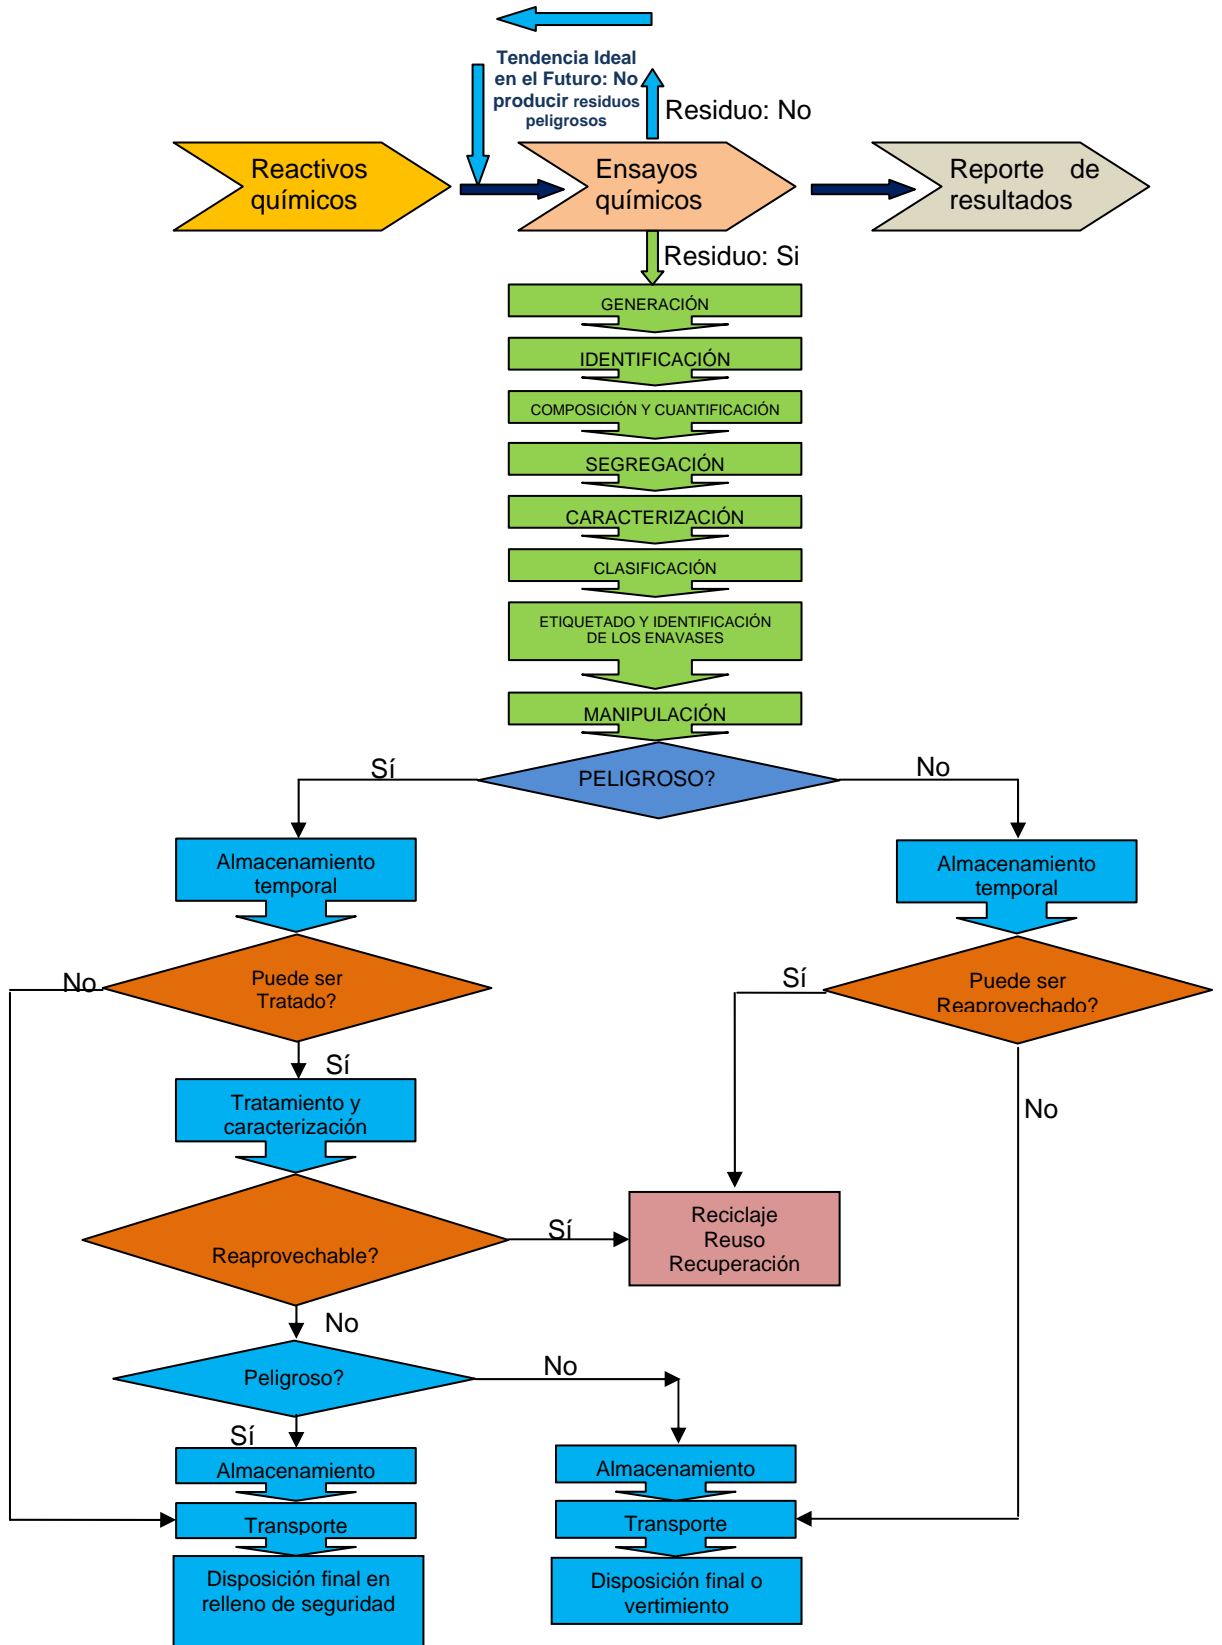 Tendencia Ideal
en el Futuro: No
producir residuos
peligrosos
Residuo: No
Reactivos
químicos
Ensayos
químicos
Reporte de
resultados
Residuo: Si
GENERACIÓN
IDENTIFICACIÓN
COMPOSICIÓN Y CUANTIFICACIÓN
SEGREGACIÓN
CARACTERIZACIÓN
CLASIFICACIÓN
ETIQUETADO Y IDENTIFICACIÓN
DE LOS ENAVASES
MANIPULACIÓN
Sí
PELIGROSO?
No
Almacenamiento
temporal
Almacenamiento
temporal
No
Puede ser
Tratado?
Sí
Puede ser
Reaprovechado?
Sí
No
Tratamiento y
caracterización
Reaprovechable?
Sí
Reciclaje
Reuso
Recuperación
No
Peligroso?
No
Sí
Almacenamiento
Almacenamiento
Transporte
Transporte
Disposición final en
relleno de seguridad
Disposición final o
vertimiento